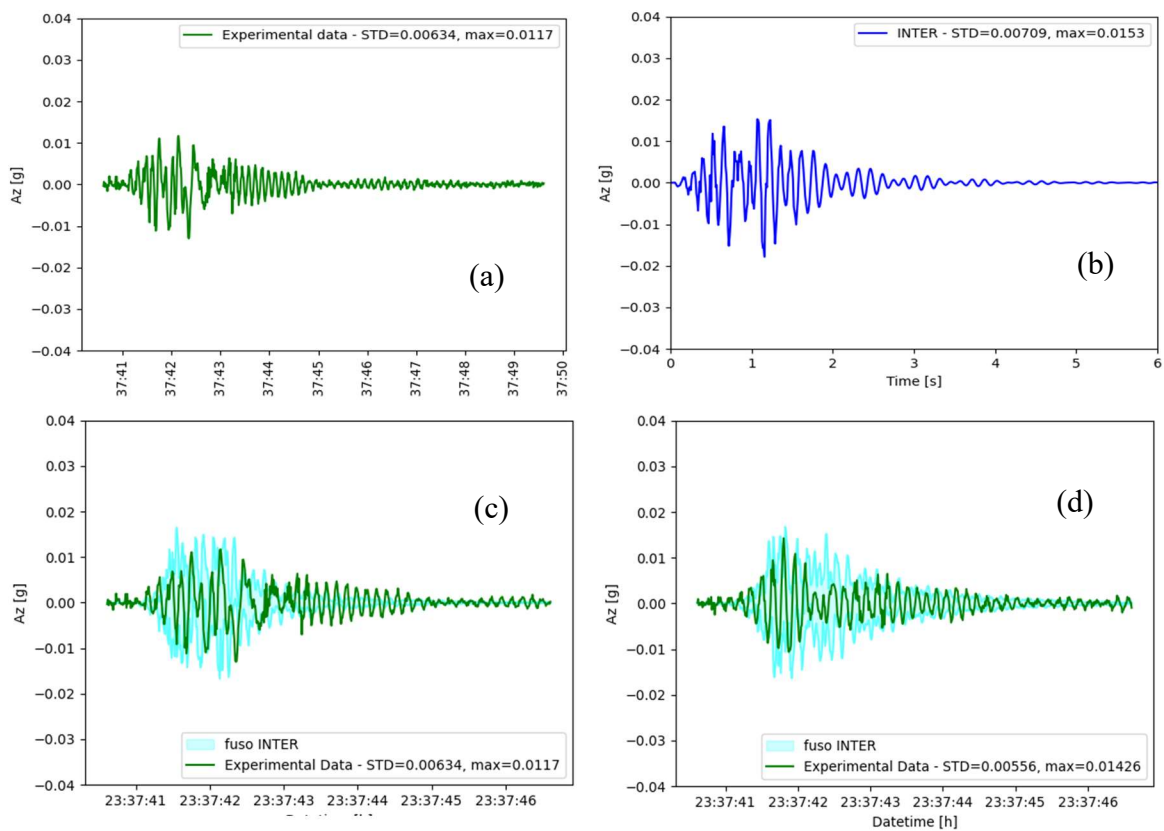 0.04
0.03
0.02
0.01
0.00
−0.01
−0.02
−0.03
−0.04
Az [g]
Experimental data - STD=0.00634, max=0.0117
(a)
37:41
37:42
37:43
37:44
37:45
37:46
37:47
37:48
37:49
37:50
0.04
0.03
0.02
0.01
0.00
−0.01
−0.02
−0.03
−0.04
Az [g]
INTER - STD=0.00709, max=0.0153
(b)
0 1 2 3 4 5 6
Time [s]
0.04
0.03
0.02
0.01
0.00
−0.01
−0.02
−0.03
−0.04
Az [g]
(c)
fuso INTER
Experimental Data - STD=0.00634, max=0.0117
23:37:41 23:37:42 23:37:43 23:37:44 23:37:45 23:37:46
0.04
0.03
0.02
0.01
0.00
−0.01
−0.02
−0.03
−0.04
Az [g]
(d)
fuso INTER
Experimental Data - STD=0.00556, max=0.01426
23:37:41 23:37:42 23:37:43 23:37:44 23:37:45 23:37:46
Datetime [h]